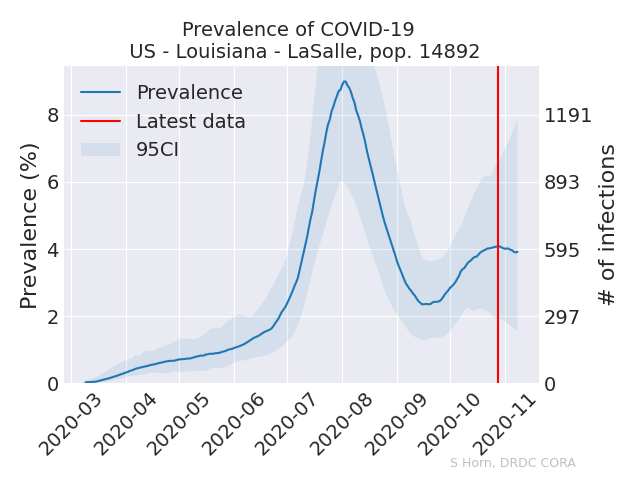 Prevalence of COVID-19
US - Louisiana - LaSalle, pop. 14892
Prevalence
Latest data
95CI
Prevalence (%)
8
6
4
2
0
1191
893
595
297
0
# of infections
2020-03
2020-04
2020-05
2020-06
2020-07
2020-08
2020-09
2020-10
2020-11
S Horn, DRDC CORA